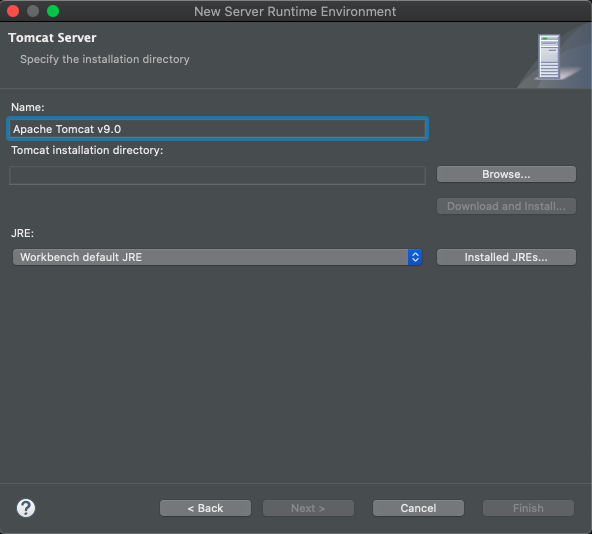 New Server Runtime Environment
Tomcat Server
Specify the installation directory
Name:
Apache Tomcat v9.0
Tomcat installation directory:
Browse...
Download and Install...
JRE:
Workbench default JRE
Installed JREs...
?
< Back
Next >
Cancel
Finish